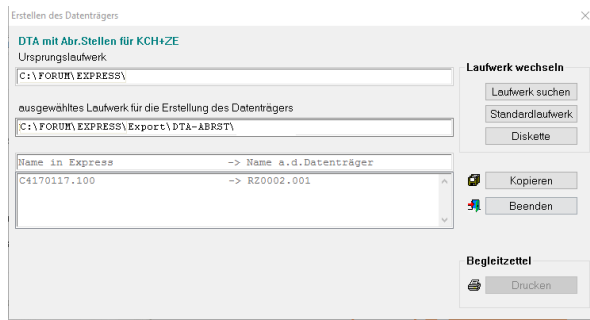 Erstellen des Datenträgers
DTA mit Abr.Stellen für KCH+ZE
Ursprungslaufwerk
C:\FORUM\EXPRESS\
ausgewähltes Laufwerk für die Erstellung des Datenträgers
C:\FORUM\EXPRESS\Export\DTA-ABRST\
Name in Express -> Name a.d.Datenträger
C4170117.100 -> RZ0002.001
Laufwerk wechseln
Laufwerk suchen
Standardlaufwerk
Diskette
Kopieren
Beenden
Begleitzettel
Drucken